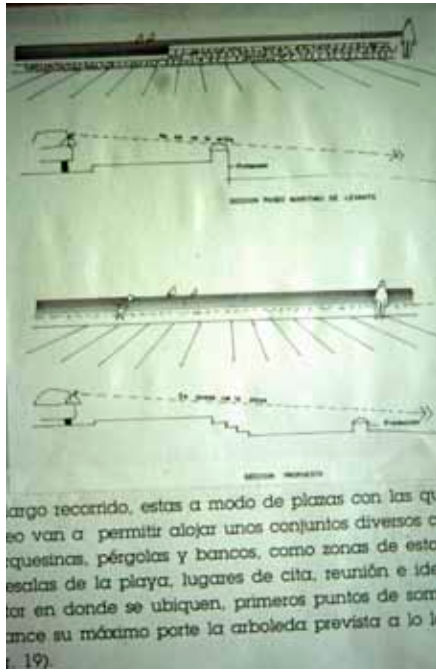 SECCION PASEO MARITIMO DE LEVANTE
SECCION PROPUESTA
largo recorrido, estas a modo de plazas con las qu
eo van a permitir alojar unos conjuntos diversos
rquesinas, pérgolas y bancos, como zonas de esta
esalas de la playa, lugares de cita, reunión e ide
tor en donde se ubiquen, primeros puntos de som
ance su máximo porte la arboleda prevista a lo l
. 19).